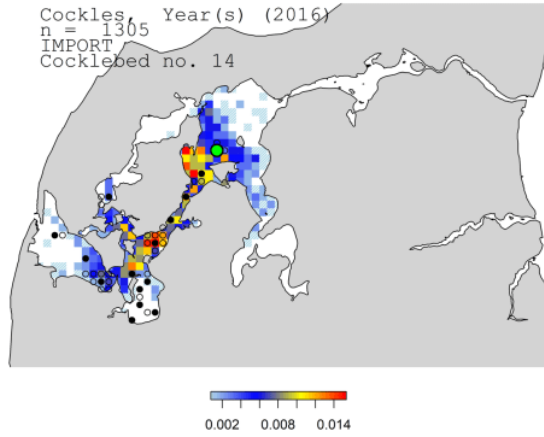 Cockles, Year(s) (2016)
n = 1305
IMPORT
Cocklebed no. 14
0.002 0.008 0.014